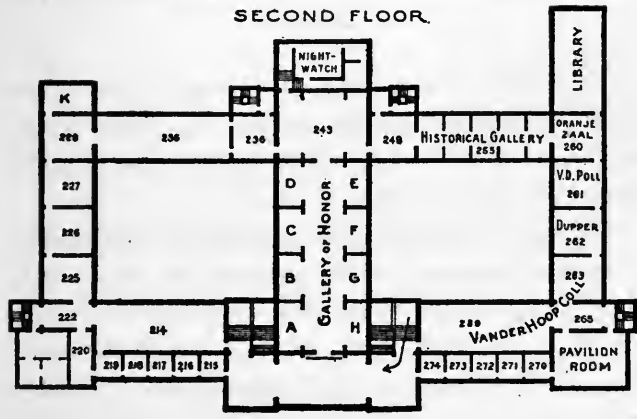 SECOND FLOOR.
NIGHT-
WATCH
LIBRARY
K
229
236
236
243
248
HISTORICAL GALLERY
255
ORANJE
ZAAL
260
227
D
E
V.D. POLL
261
226
C
F
DUPPER
262
GALLERY OF HONOR
225
B
G
263
222
214
A
H
289
VANDERHOOP COLL
265
220
219
218
217
216
215
274
273
272
271
270
PAVILION
ROOM